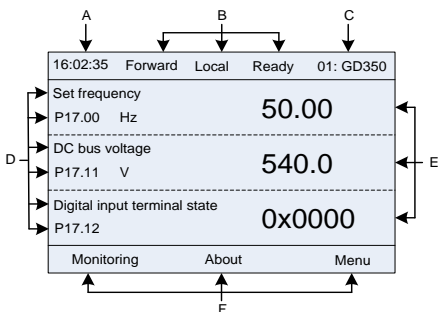 A B C
16:02:35 Forward Local Ready 01: GD350
Set frequency
P17.00 Hz 50.00
DC bus voltage
P17.11 V 540.0
Digital input terminal state
P17.12 0x0000
D E
Monitoring About Menu
F